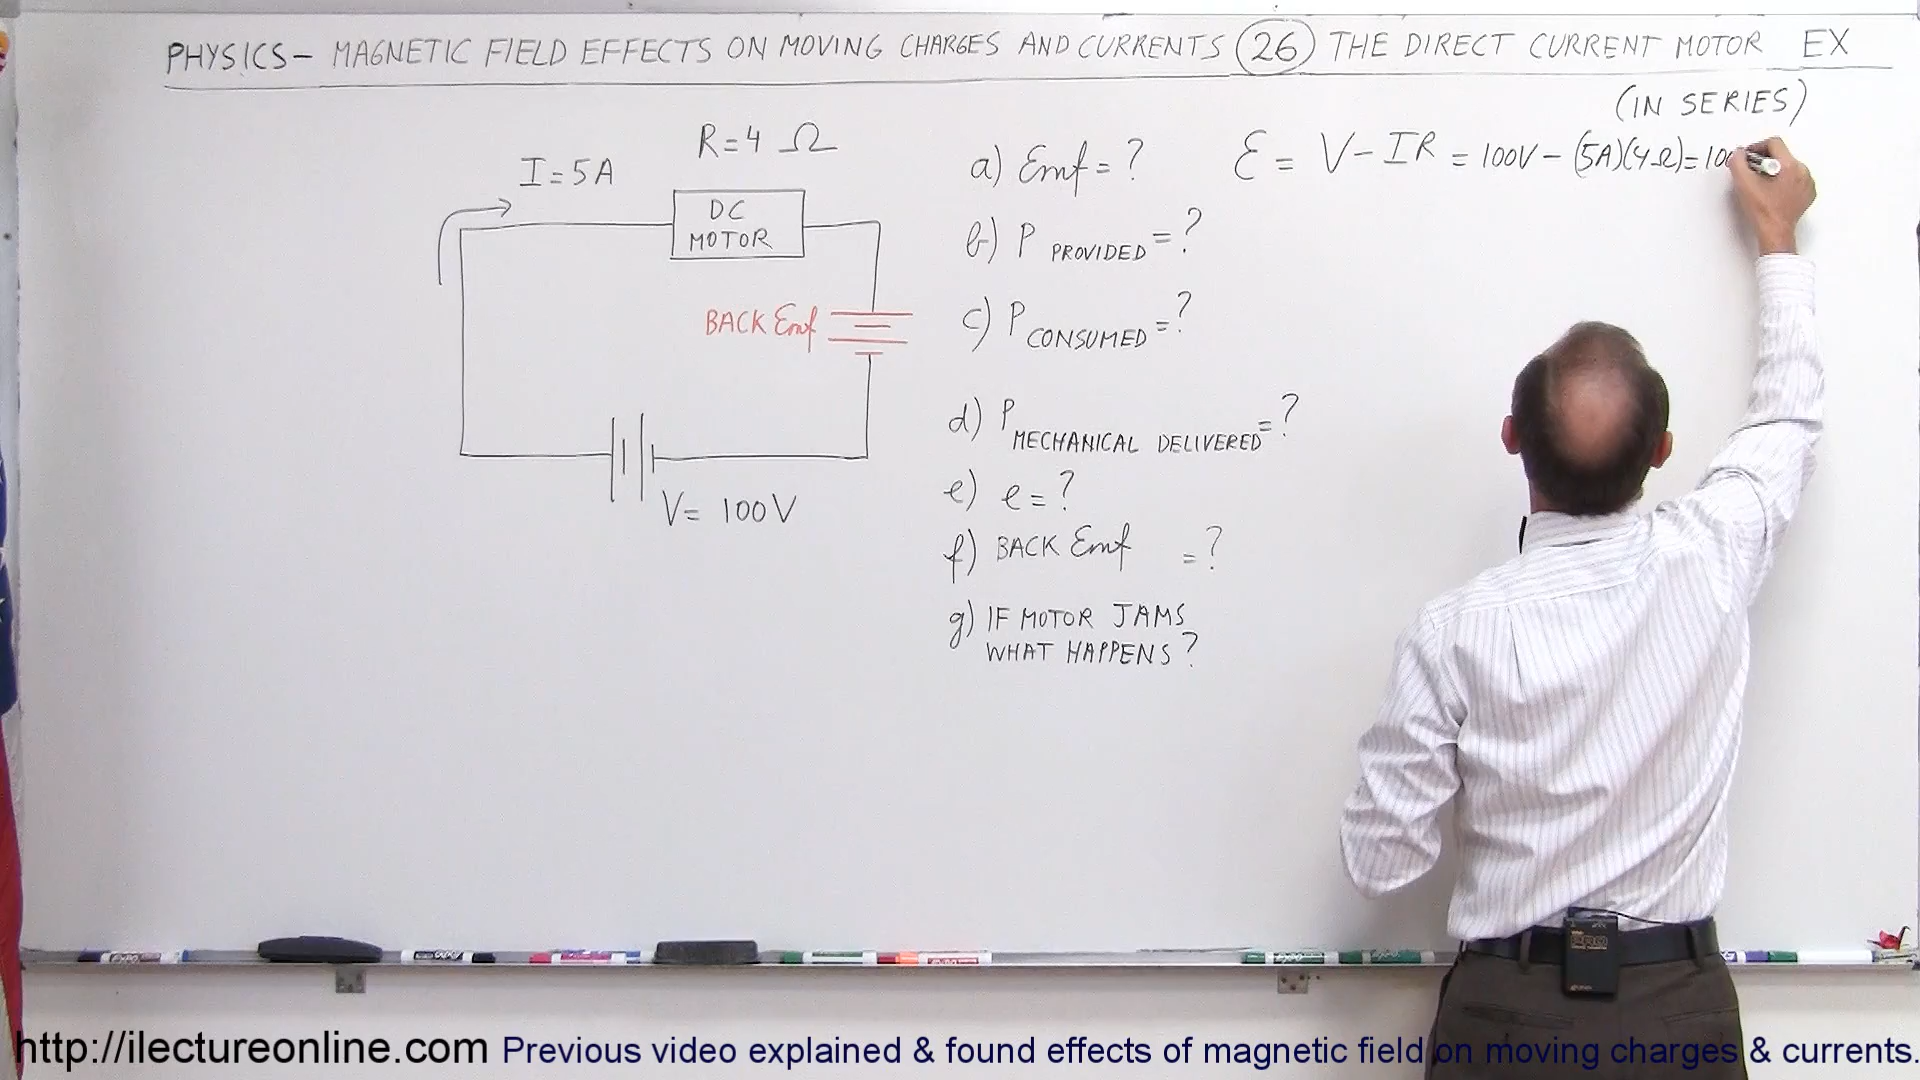 PHYSICS - MAGNETIC FIELD EFFECTS ON MOVING CHARGES AND CURRENTS 26 THE DIRECT CURRENT MOTOR EX
(IN SERIES)
R = 4 Ω
I = 5A
DC
MOTOR
BACK Emf
V = 100V
a) Emf = ? Ɛ = V - IR = 100V - (5A)(4Ω) = 100
b) P PROVIDED = ?
c) P CONSUMED = ?
d) P MECHANICAL DELIVERED = ?
e) e = ?
f) BACK Emf = ?
g) IF MOTOR JAMS
WHAT HAPPENS?
http://ilectureonline.com Previous video explained & found effects of magnetic field on moving charges & currents.